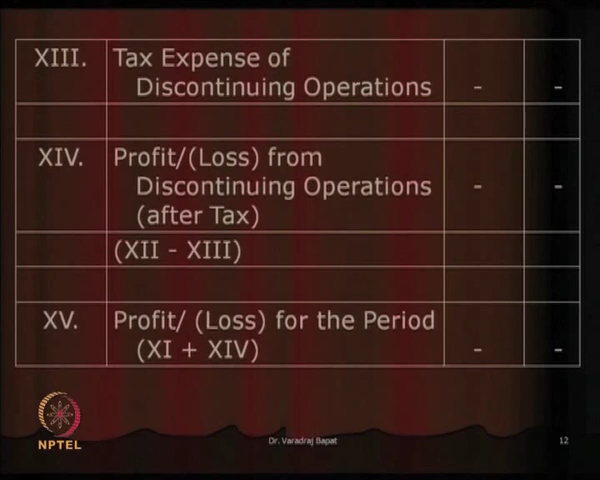 XIII. Tax Expense of
Discontinuing Operations - -
XIV. Profit/(Loss) from
Discontinuing Operations - -
(after Tax)
(XII - XIII)
XV. Profit/ (Loss) for the Period
(XI + XIV) - -
NPTEL
Dr. Varadraj Bapat
12